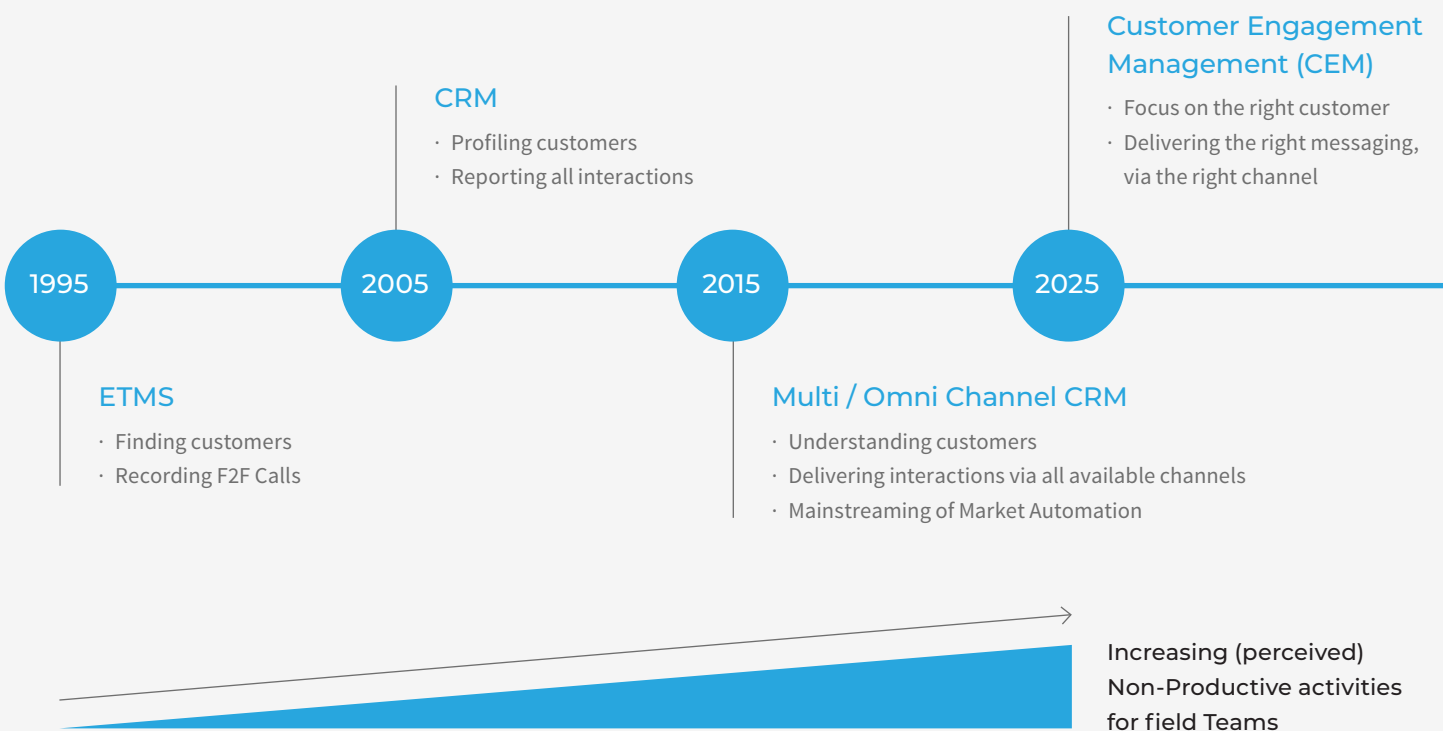 Customer Engagement
Management (CEM)
· Focus on the right customer
· Delivering the right messaging,
via the right channel
CRM
· Profiling customers
· Reporting all interactions
1995
2005
2015
2025
ETMS
· Finding customers
· Recording F2F Calls
Multi / Omni Channel CRM
· Understanding customers
· Delivering interactions via all available channels
· Mainstreaming of Market Automation
Increasing (perceived)
Non-Productive activities
for field Teams